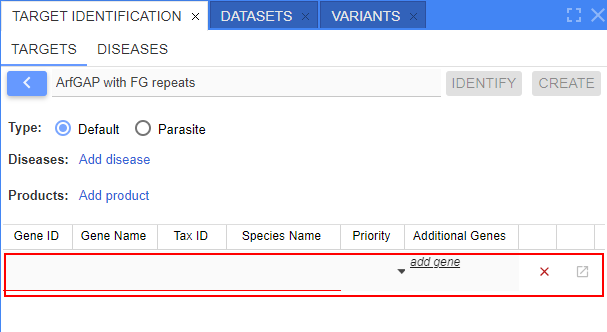 TARGET IDENTIFICATION × DATASETS × VARIANTS ×
TARGETS DISEASES
ArfGAP with FG repeats IDENTIFY CREATE
Type: Default Parasite
Diseases: Add disease
Products: Add product
Gene ID Gene Name Tax ID Species Name Priority Additional Genes
add gene